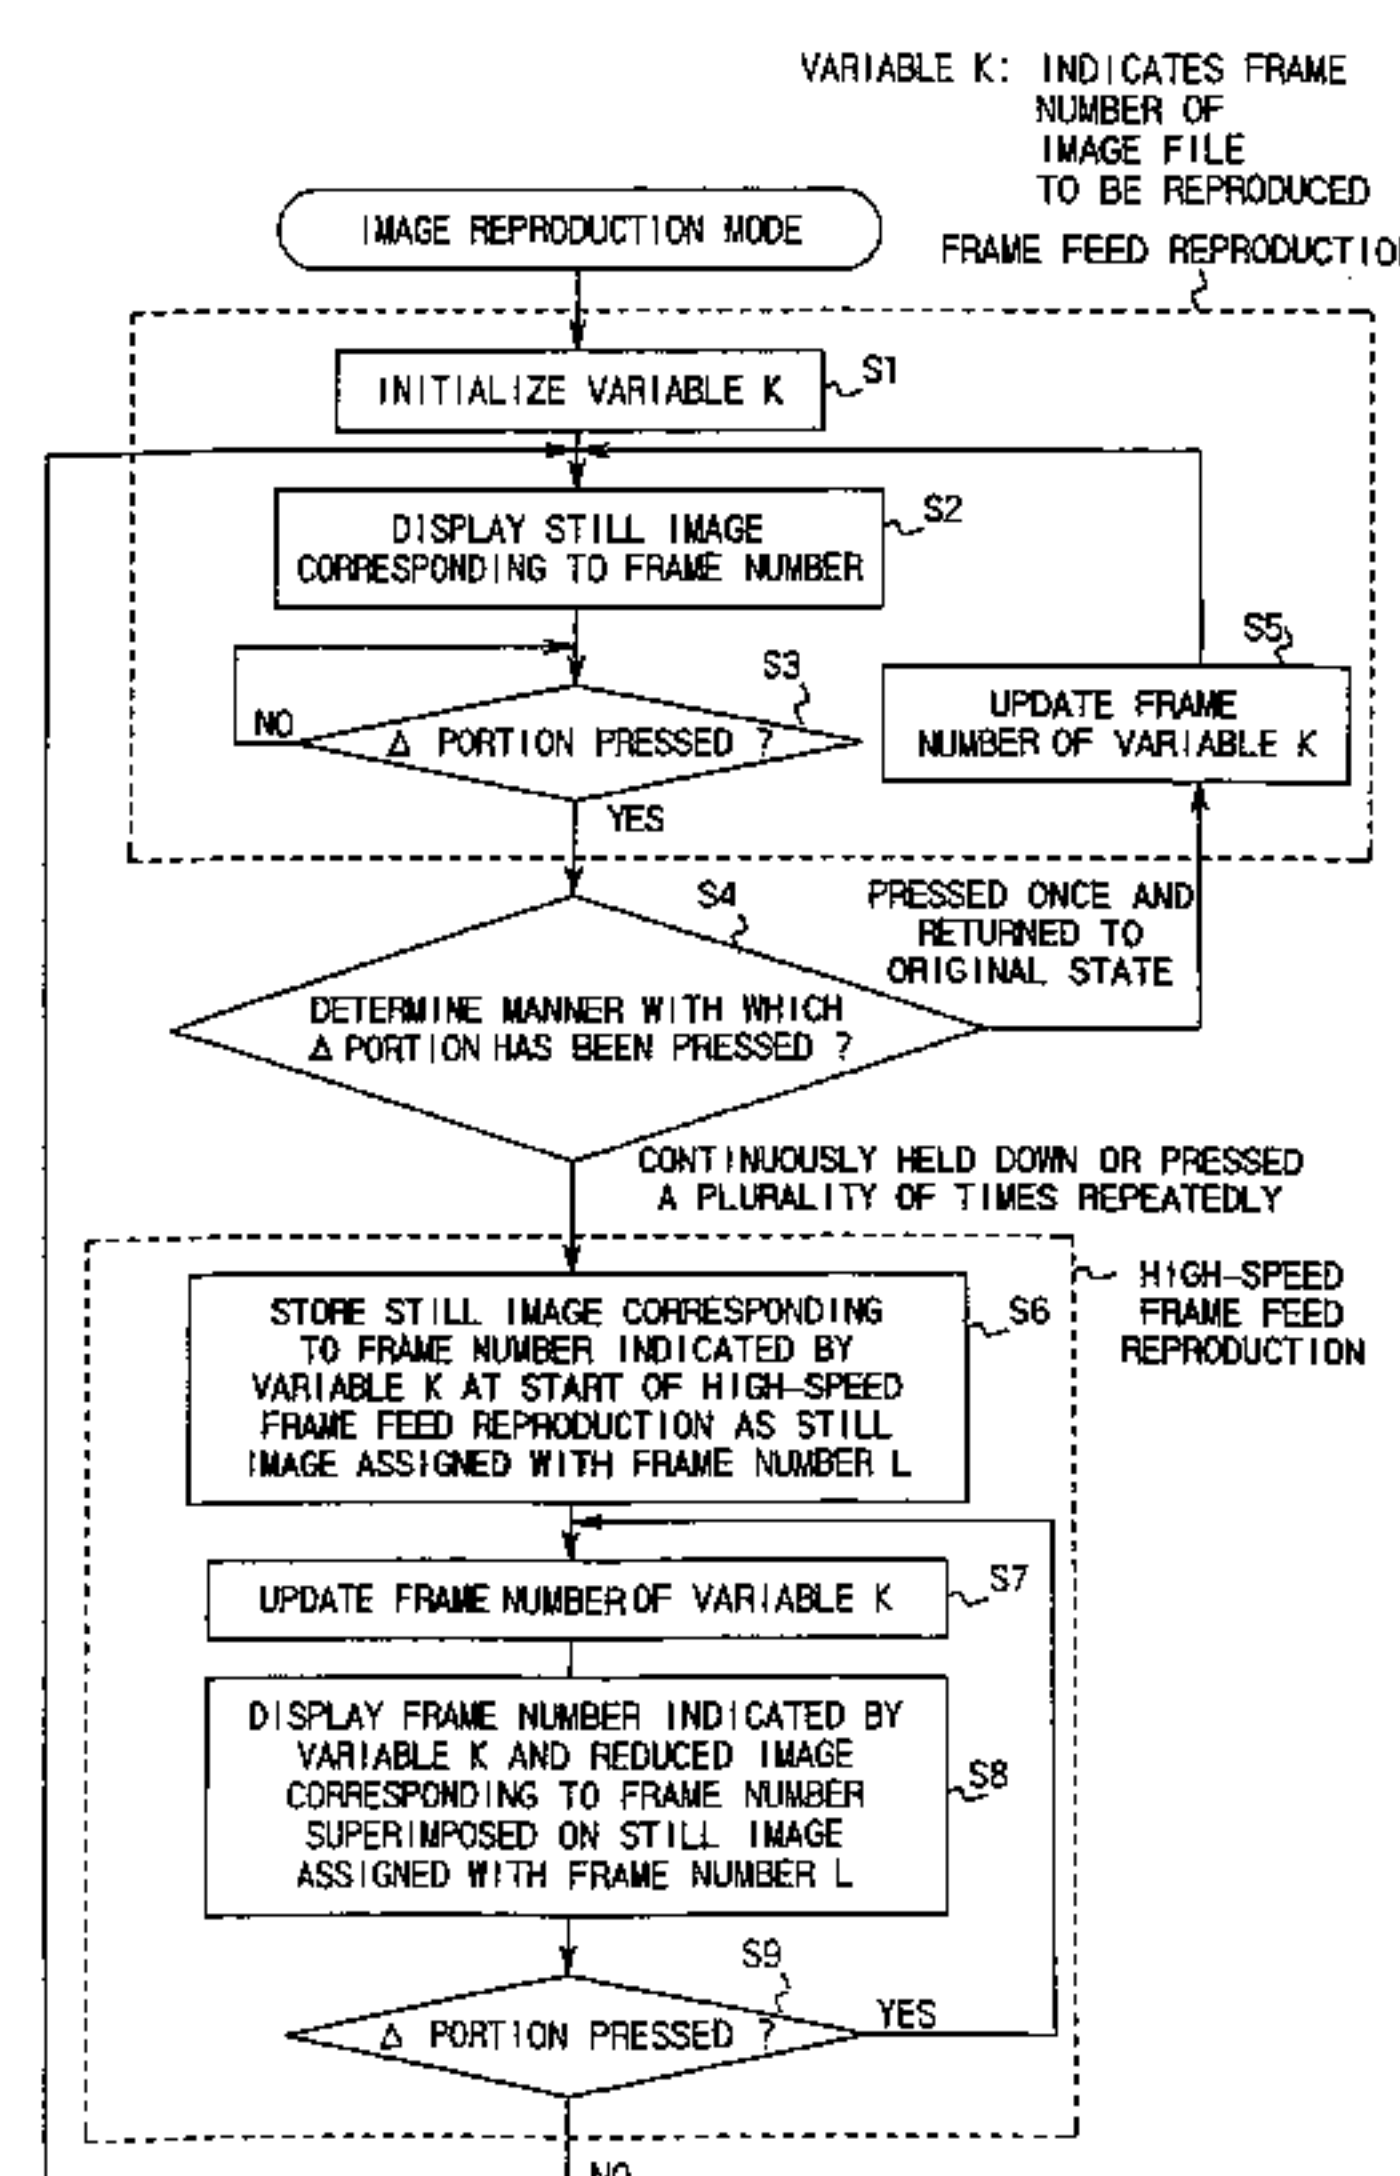 VARIABLE K: INDICATES FRAME
NUMBER OF
IMAGE FILE
TO BE REPRODUCED
IMAGE REPRODUCTION MODE
FRAME FEED REPRODUCTIO
S1
INITIALIZE VARIABLE K
S2
DISPLAY STILL IMAGE
CORRESPONDING TO FRAME NUMBER
S5
UPDATE FRAME
NUMBER OF VARIABLE K
S3
NO
Δ PORTION PRESSED ?
YES
S4
PRESSED ONCE AND
RETURNED TO
ORIGINAL STATE
DETERMINE MANNER WITH WHICH
Δ PORTION HAS BEEN PRESSED ?
CONTINUOUSLY HELD DOWN OR PRESSED
A PLURALITY OF TIMES REPEATEDLY
HIGH-SPEED
FRAME FEED
REPRODUCTION
S6
STORE STILL IMAGE CORRESPONDING
TO FRAME NUMBER INDICATED BY
VARIABLE K AT START OF HIGH-SPEED
FRAME FEED REPRODUCTION AS STILL
IMAGE ASSIGNED WITH FRAME NUMBER L
S7
UPDATE FRAME NUMBER OF VARIABLE K
S8
DISPLAY FRAME NUMBER INDICATED BY
VARIABLE K AND REDUCED IMAGE
CORRESPONDING TO FRAME NUMBER
SUPERIMPOSED ON STILL IMAGE
ASSIGNED WITH FRAME NUMBER L
S9
Δ PORTION PRESSED ?
YES
NO